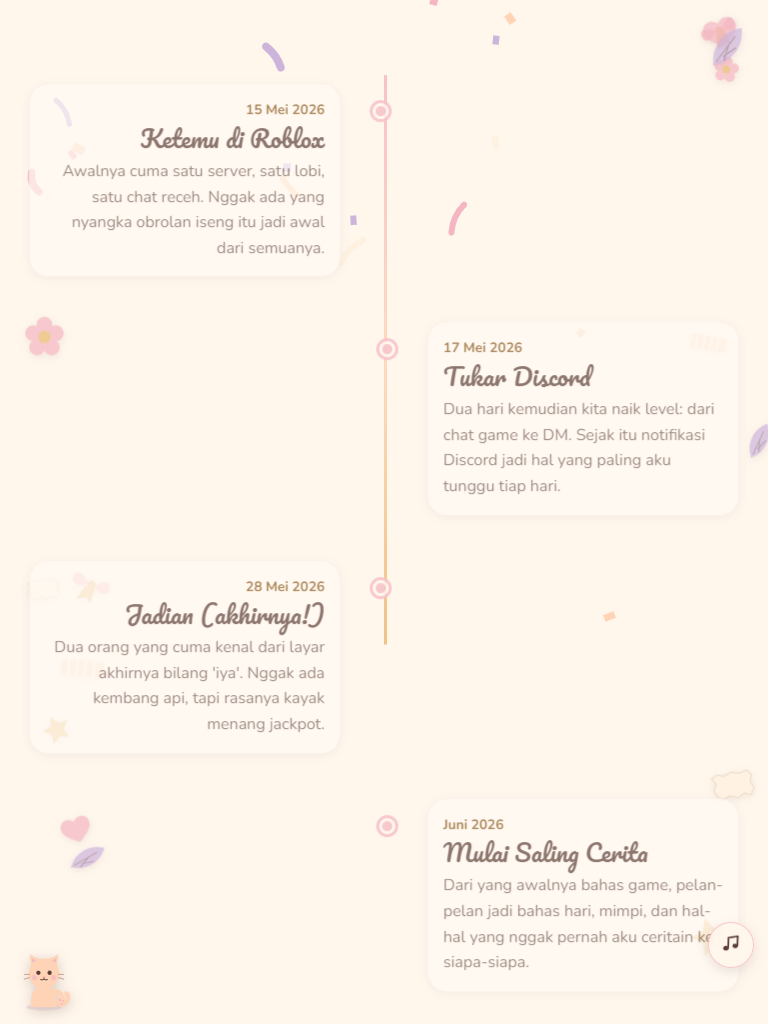 15 Mei 2026
Ketemu di Roblox
Awalnya cuma satu server, satu lobi,
satu chat receh. Nggak ada yang
nyangka obrolan iseng itu jadi awal
dari semuanya.
17 Mei 2026
Tukar Discord
Dua hari kemudian kita naik level: dari
chat game ke DM. Sejak itu notifikasi
Discord jadi hal yang paling aku
tunggu tiap hari.
28 Mei 2026
Jadian (akhirnya!)
Dua orang yang cuma kenal dari layar
akhirnya bilang 'iya'. Nggak ada
kembang api, tapi rasanya kayak
menang jackpot.
Juni 2026
Mulai Saling Cerita
Dari yang awalnya bahas game, pelan-
pelan jadi bahas hari, mimpi, dan hal-
hal yang nggak pernah aku ceritain ke
siapa-siapa.